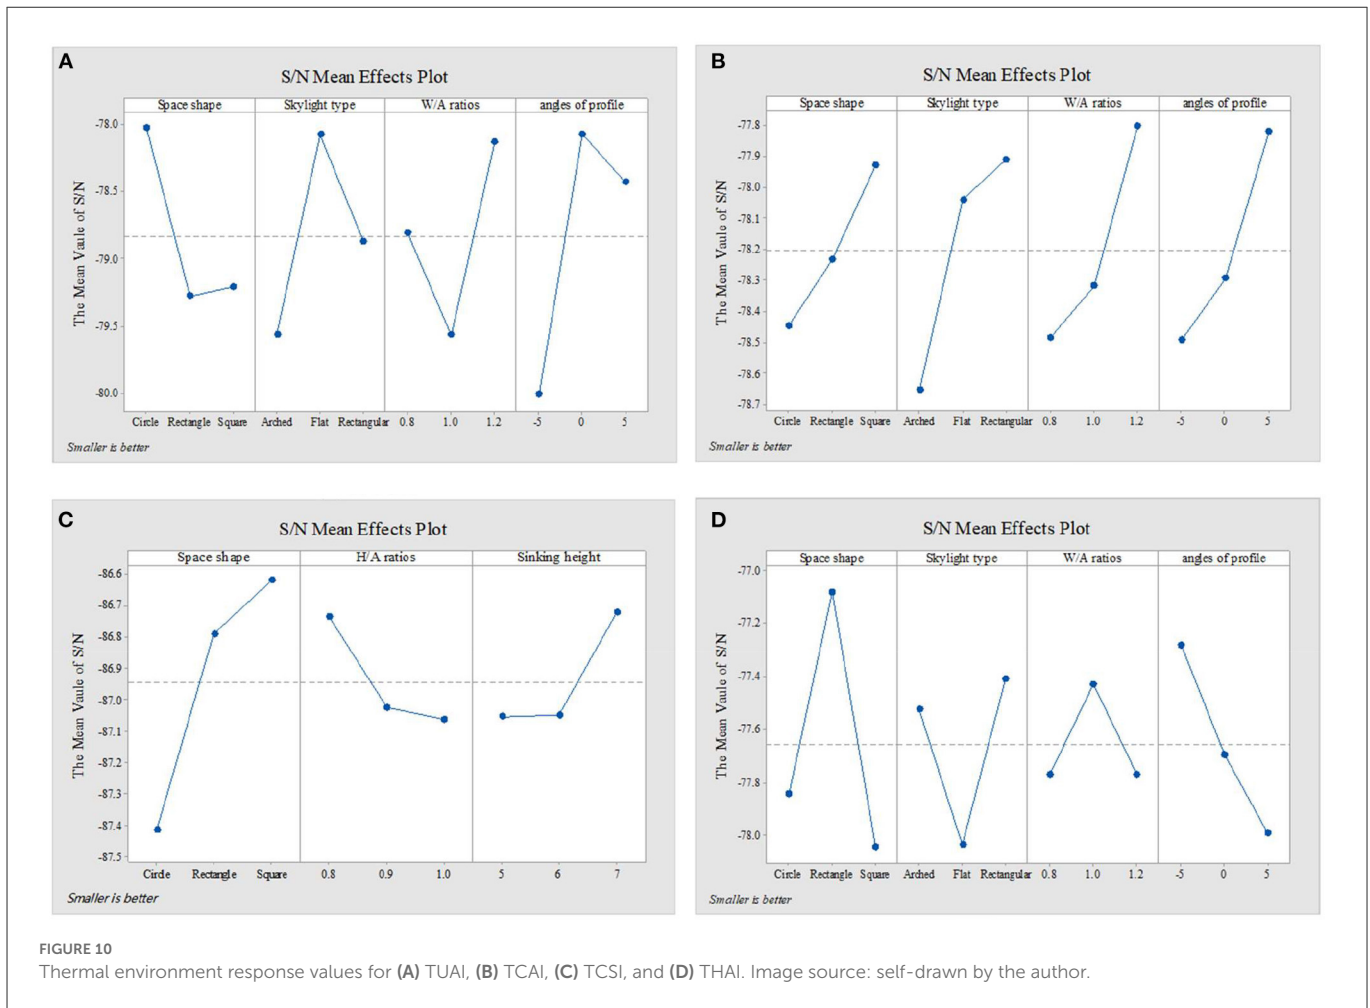 A
S/N Mean Effects Plot
Space shape Skylight type W/A ratios angles of profile
The Mean Vaule of S/N
-78.0
-78.5
-79.0
-79.5
-80.0
Circle Rectangle Square Arched Flat Rectangular 0.8 1.0 1.2 -5 0 5
Smaller is better
B
S/N Mean Effects Plot
Space shape Skylight type W/A ratios angles of profile
The Mean Vaule of S/N
-77.8
-77.9
-78.0
-78.1
-78.2
-78.3
-78.4
-78.5
-78.6
-78.7
Circle Rectangle Square Arched Flat Rectangular 0.8 1.0 1.2 -5 0 5
Smaller is better
C
S/N Mean Effects Plot
Space shape H/A ratios Sinking height
The Mean Vaule of S/N
-86.6
-86.7
-86.8
-86.9
-87.0
-87.1
-87.2
-87.3
-87.4
-87.5
Circle Rectangle Square 0.8 0.9 1.0 5 6 7
Smaller is better
D
S/N Mean Effects Plot
Space shape Skylight type W/A ratios angles of profile
The Mean Vaule of S/N
-77.0
-77.2
-77.4
-77.6
-77.8
-78.0
Circle Rectangle Square Arched Flat Rectangular 0.8 1.0 1.2 -5 0 5
Smaller is better
FIGURE 10
Thermal environment response values for (A) TUAI, (B) TCAI, (C) TCSI, and (D) THAI. Image source: self-drawn by the author.